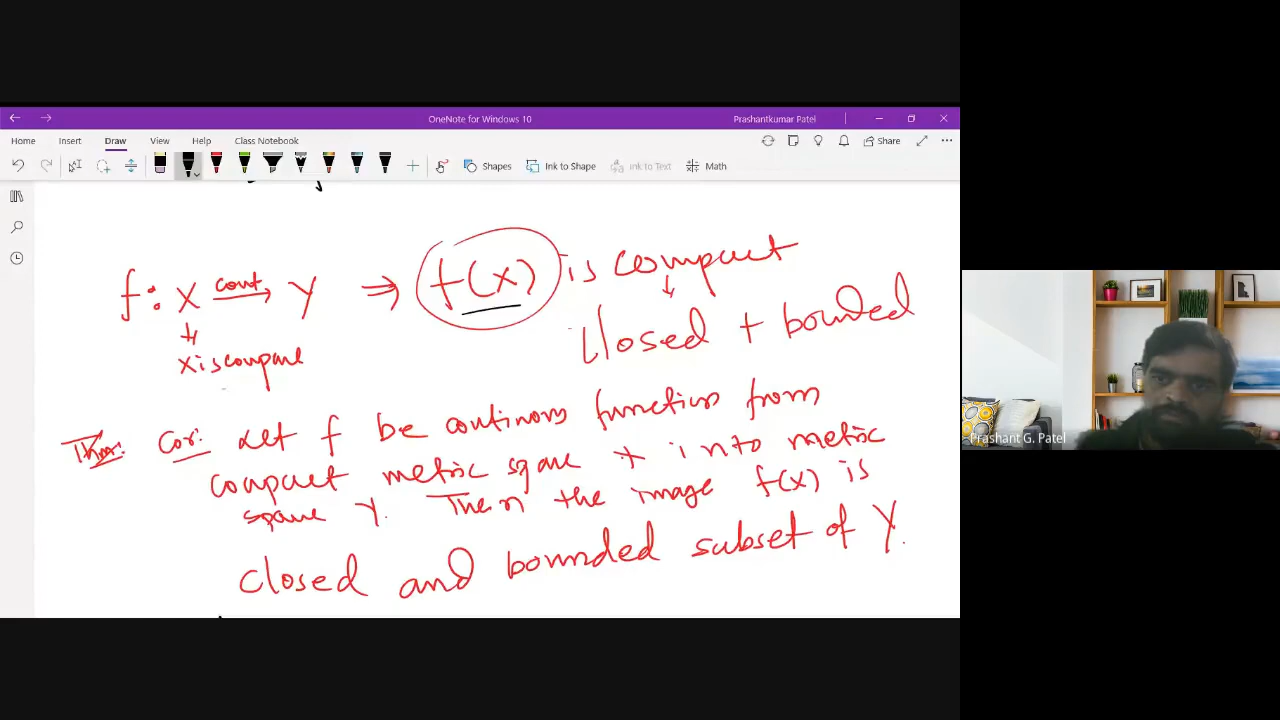 OneNote for Windows 10
Prashantkumar Patel
Home Insert Draw View Help Class Notebook
Share
Shapes Ink to Shape Ink to Text Math
f: X cont Y ⇒ f(X) is compact
X is compact
closed + bounded
Thm: Cor: Let f be continous function from
compact metric space X into metric
space Y. Then the image f(X) is
closed and bounded subset of Y.
Prashant G. Patel